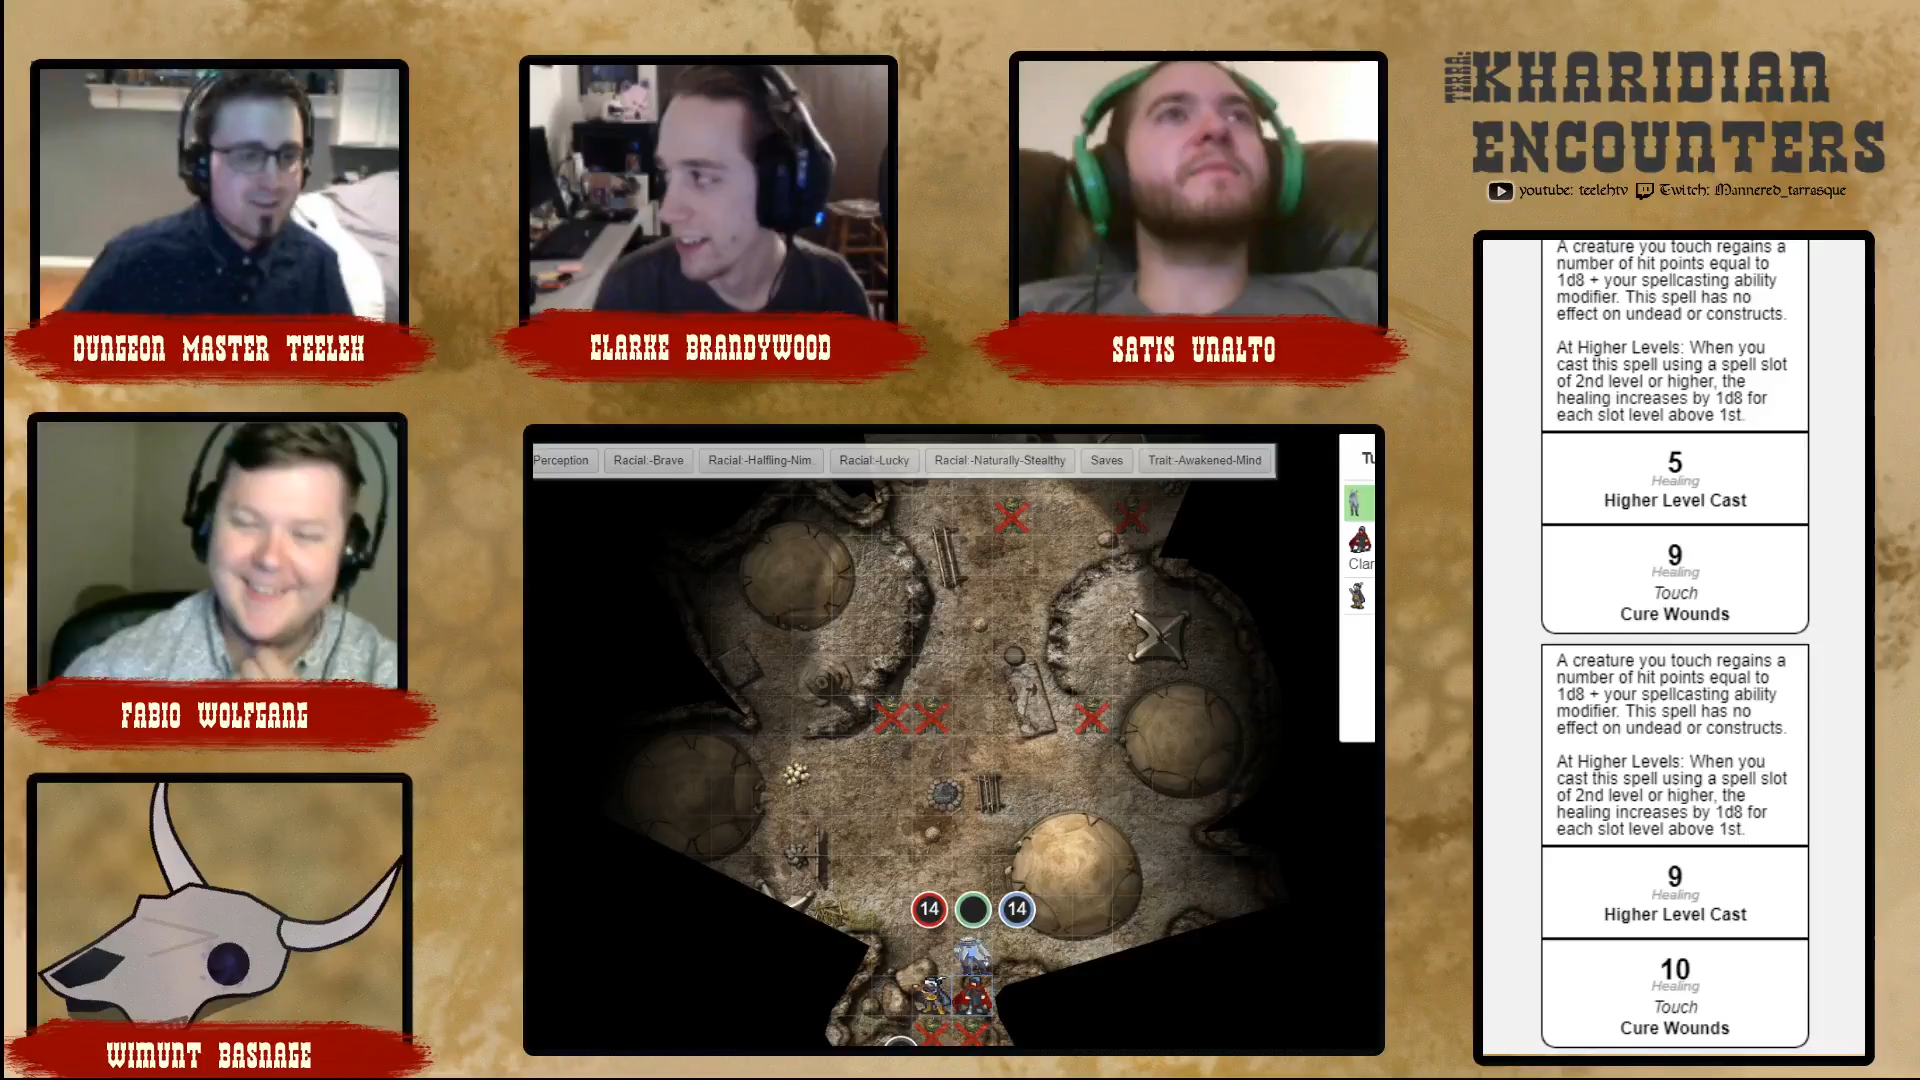 TERRA TERROR:
KHARIDIAN
ENCOUNTERS
youtube: teelehtv Twitch: Mannered_tarrasque
DUNGEON MASTER TEELEH
CLARKE BRANDYWOOD
SATIS UNALTO
FABIO WOLFGANG
WIMUNT BASNAGE
Perception
Racial:-Brave
Racial:-Halfling-Nim
Racial:-Lucky
Racial:-Naturally-Stealthy
Saves
Trait:-Awakened-Mind
Tu
Clar
14
14
A creature you touch regains a
number of hit points equal to
1d8 + your spellcasting ability
modifier. This spell has no
effect on undead or constructs.
At Higher Levels: When you
cast this spell using a spell slot
of 2nd level or higher, the
healing increases by 1d8 for
each slot level above 1st.
5
Healing
Higher Level Cast
9
Healing
Touch
Cure Wounds
A creature you touch regains a
number of hit points equal to
1d8 + your spellcasting ability
modifier. This spell has no
effect on undead or constructs.
At Higher Levels: When you
cast this spell using a spell slot
of 2nd level or higher, the
healing increases by 1d8 for
each slot level above 1st.
9
Healing
Higher Level Cast
10
Healing
Touch
Cure Wounds